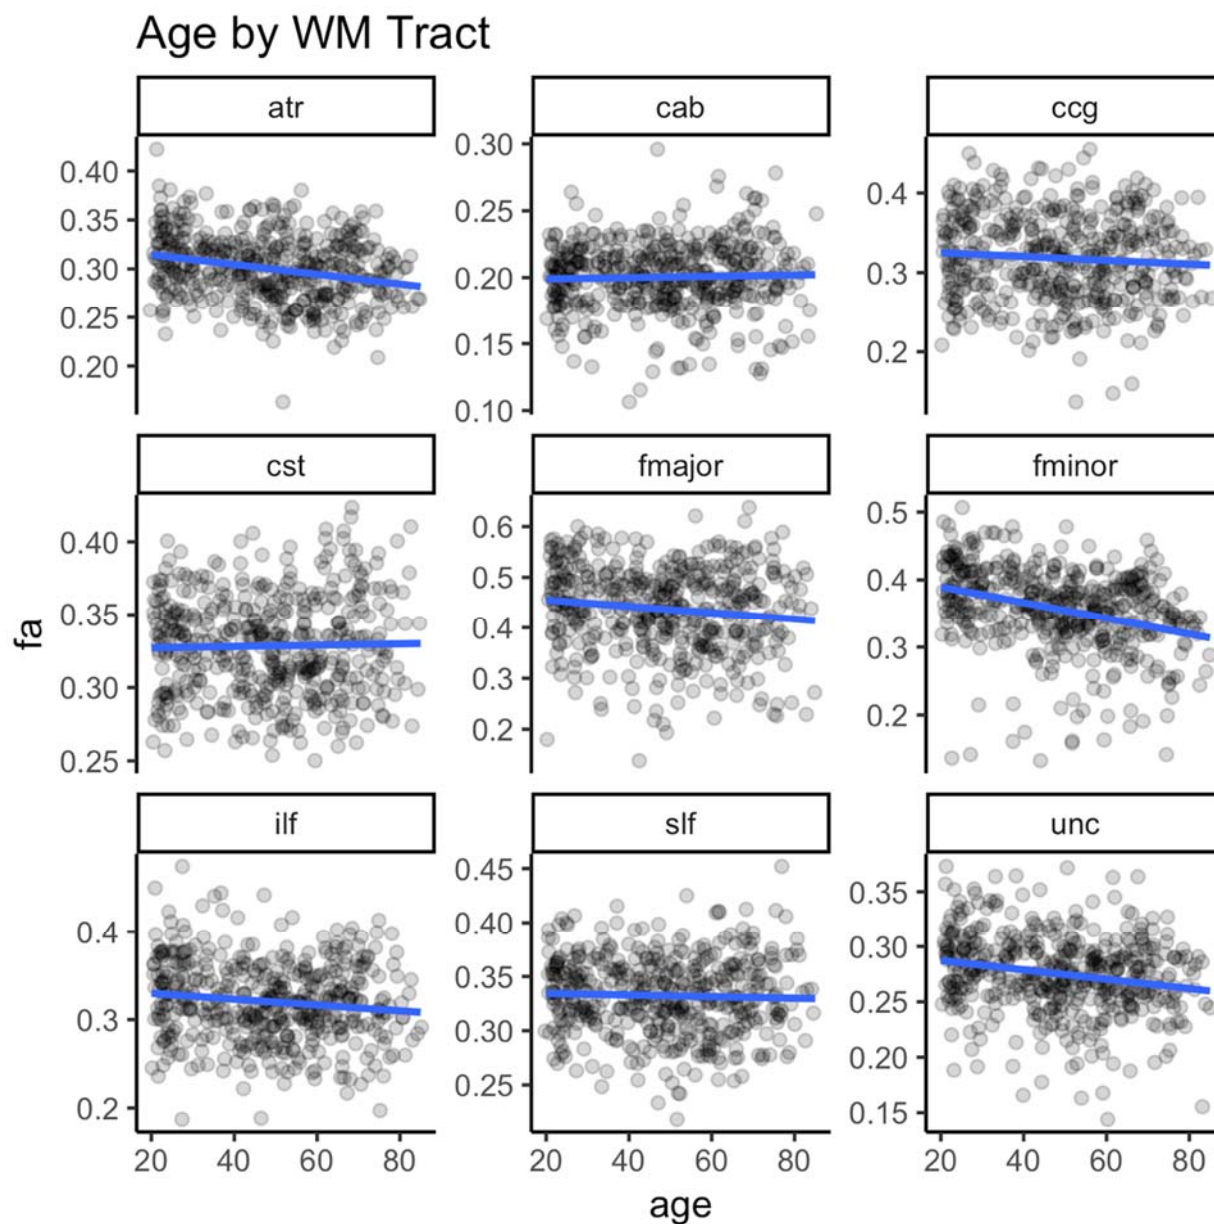 Age by WM Tract
atr cab ccg
0.40 0.35 0.30 0.25 0.20
0.30 0.25 0.20 0.15 0.10
0.4 0.3 0.2
cst fmajor fminor
0.40 0.35 0.30 0.25
0.6 0.5 0.4 0.3 0.2
0.5 0.4 0.3 0.2
fa
ilf slf unc
0.4 0.3 0.2
0.45 0.40 0.35 0.30 0.25
0.35 0.30 0.25 0.20 0.15
20 40 60 80 20 40 60 80 20 40 60 80
age